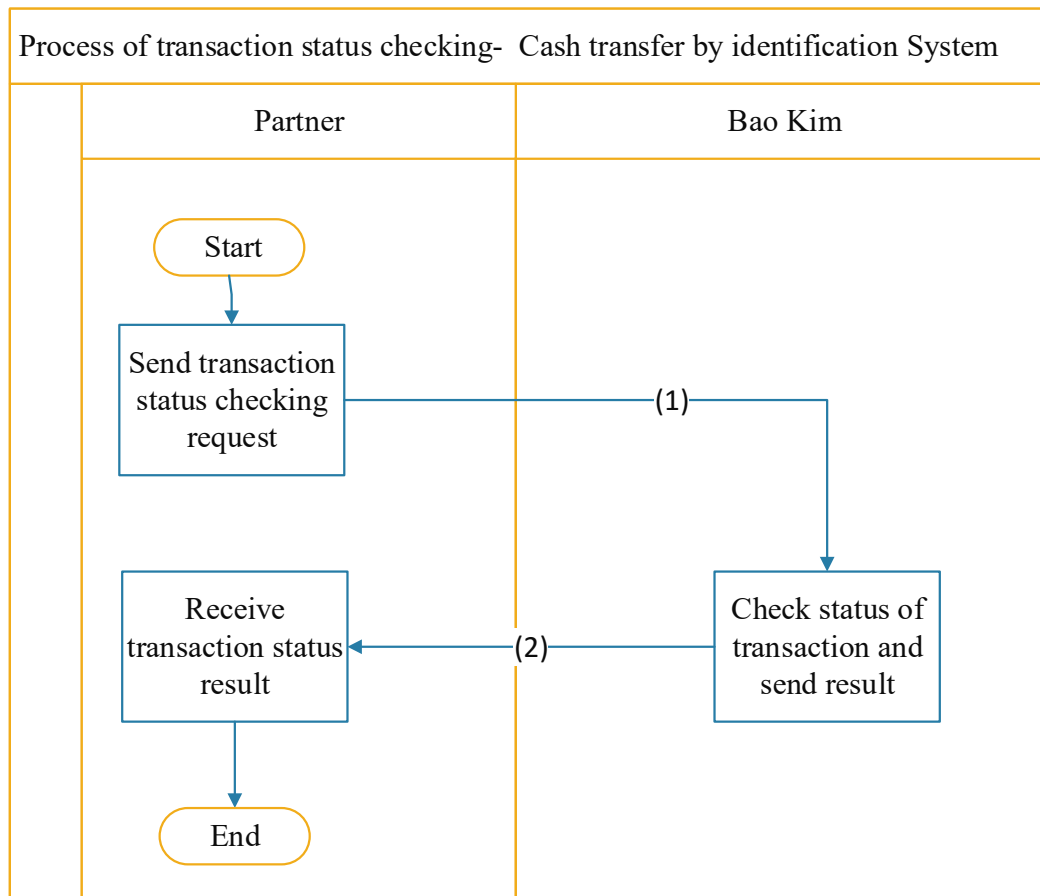 Process of transaction status checking- Cash transfer by identification System
Partner
Bao Kim
Start
Send transaction
status checking
request
(1)
Receive
transaction status
result
(2)
Check status of
transaction and
send result
End